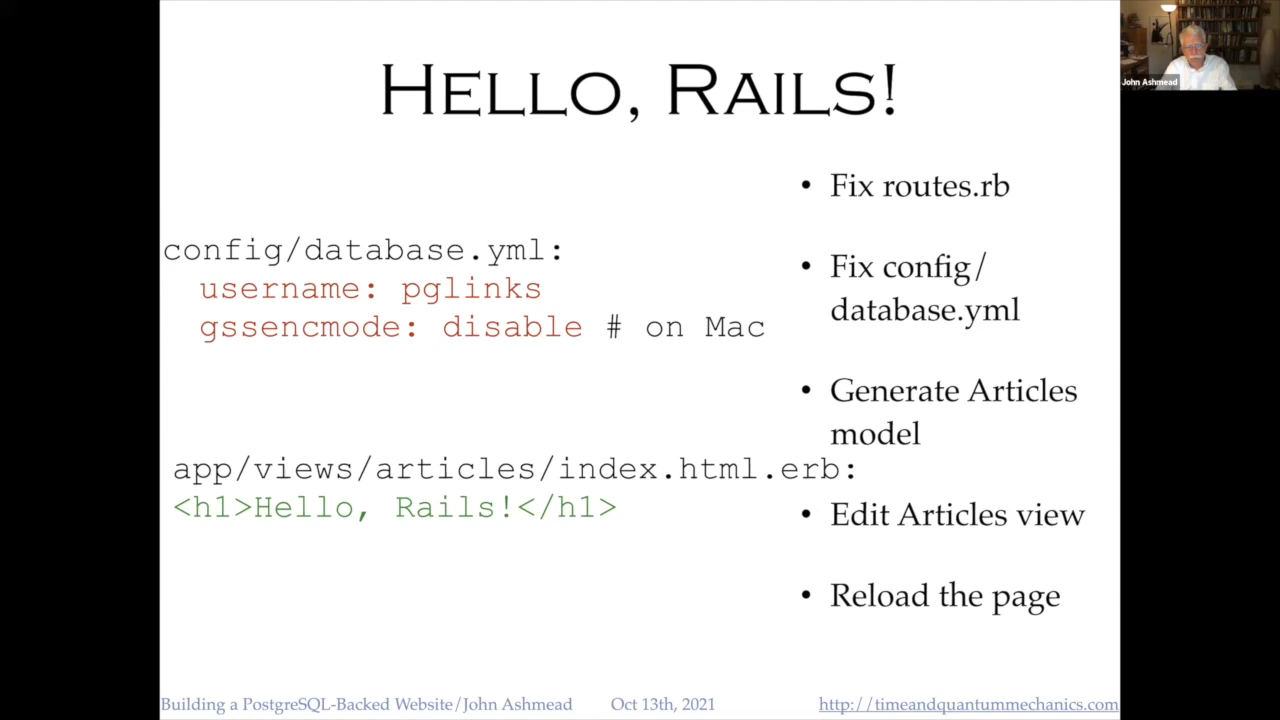 Hello, Rails!
config/database.yml:
username: pglinks
gssencmode: disable # on Mac
app/views/articles/index.html.erb:
<h1>Hello, Rails!</h1>
• Fix routes.rb
• Fix config/
database.yml
• Generate Articles
model
• Edit Articles view
• Reload the page
Building a PostgreSQL-Backed Website/John Ashmead
Oct 13th, 2021
http://timeandquantummechanics.com
John Ashmead